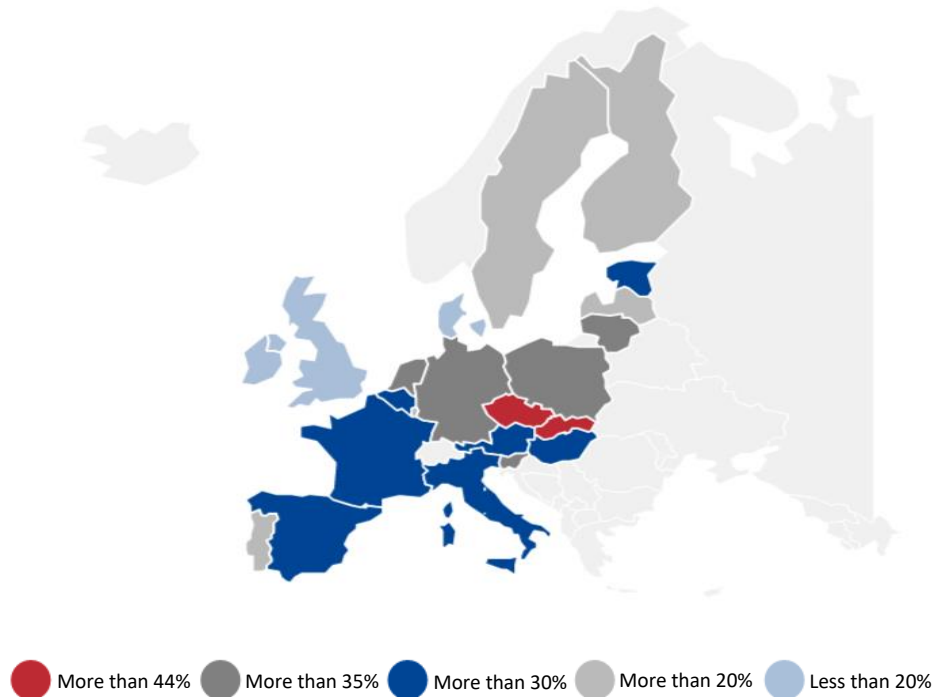 More than 44%
More than 35%
More than 30%
More than 20%
Less than 20%